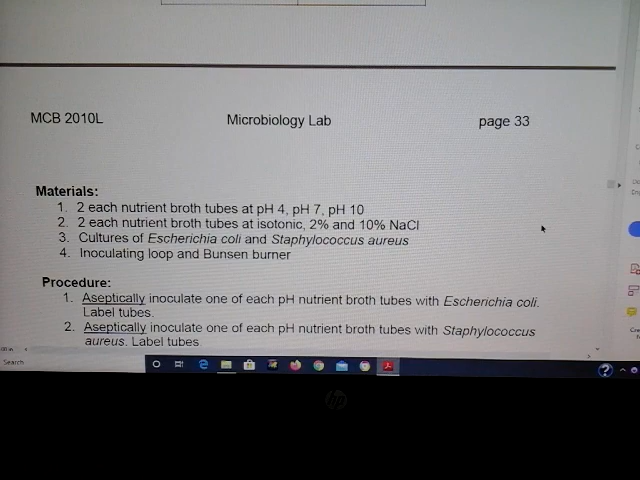 MCB 2010L Microbiology Lab page 33
Materials:
1. 2 each nutrient broth tubes at pH 4, pH 7, pH 10
2. 2 each nutrient broth tubes at isotonic, 2% and 10% NaCl
3. Cultures of Escherichia coli and Staphylococcus aureus
4. Inoculating loop and Bunsen burner
Procedure:
1. Aseptically inoculate one of each pH nutrient broth tubes with Escherichia coli.
Label tubes.
2. Aseptically inoculate one of each pH nutrient broth tubes with Staphylococcus
aureus. Label tubes
Search
hp